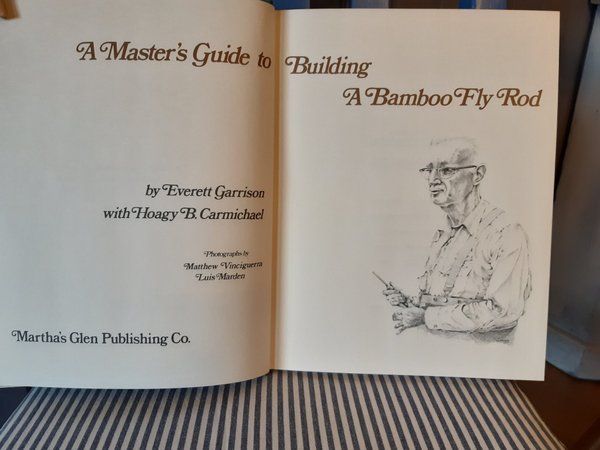 A Master's Guide to Building
A Bamboo Fly Rod
by Everett Garrison
with Hoagy B. Carmichael
Photographs by
Matthew Vinciguerra
Luis Marden
Martha's Glen Publishing Co.